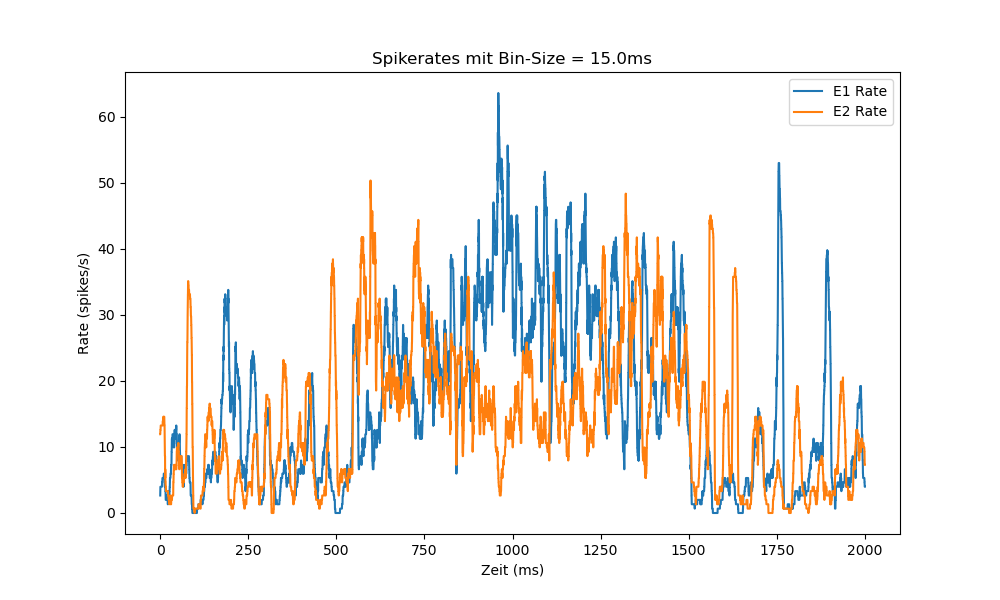 Spikerates mit Bin-Size = 15.0ms
E1 Rate
E2 Rate
Rate (spikes/s)
60
50
40
30
20
10
0
0 250 500 750 1000 1250 1500 1750 2000
Zeit (ms)